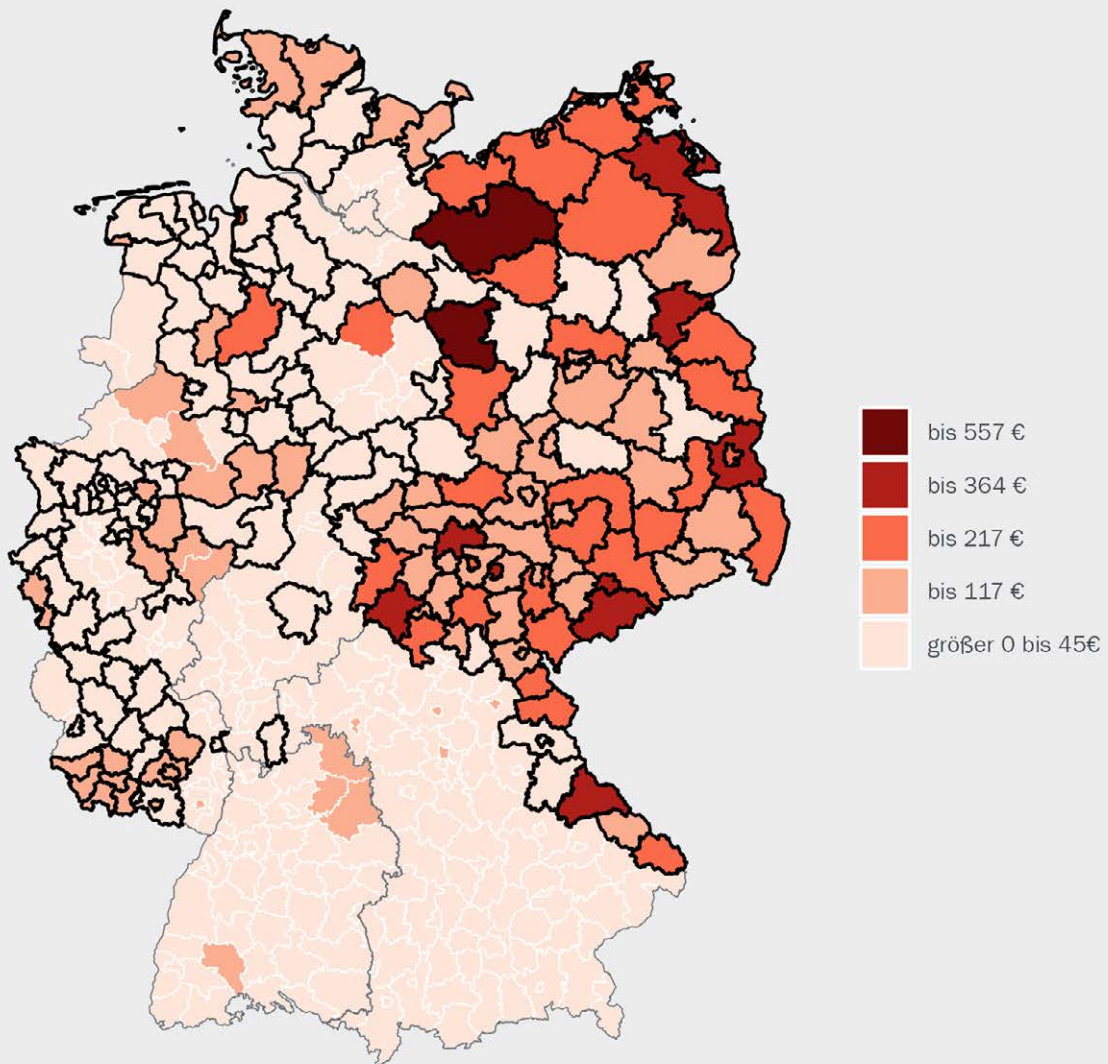 bis 557 €
bis 364 €
bis 217 €
bis 117 €
größer 0 bis 45€